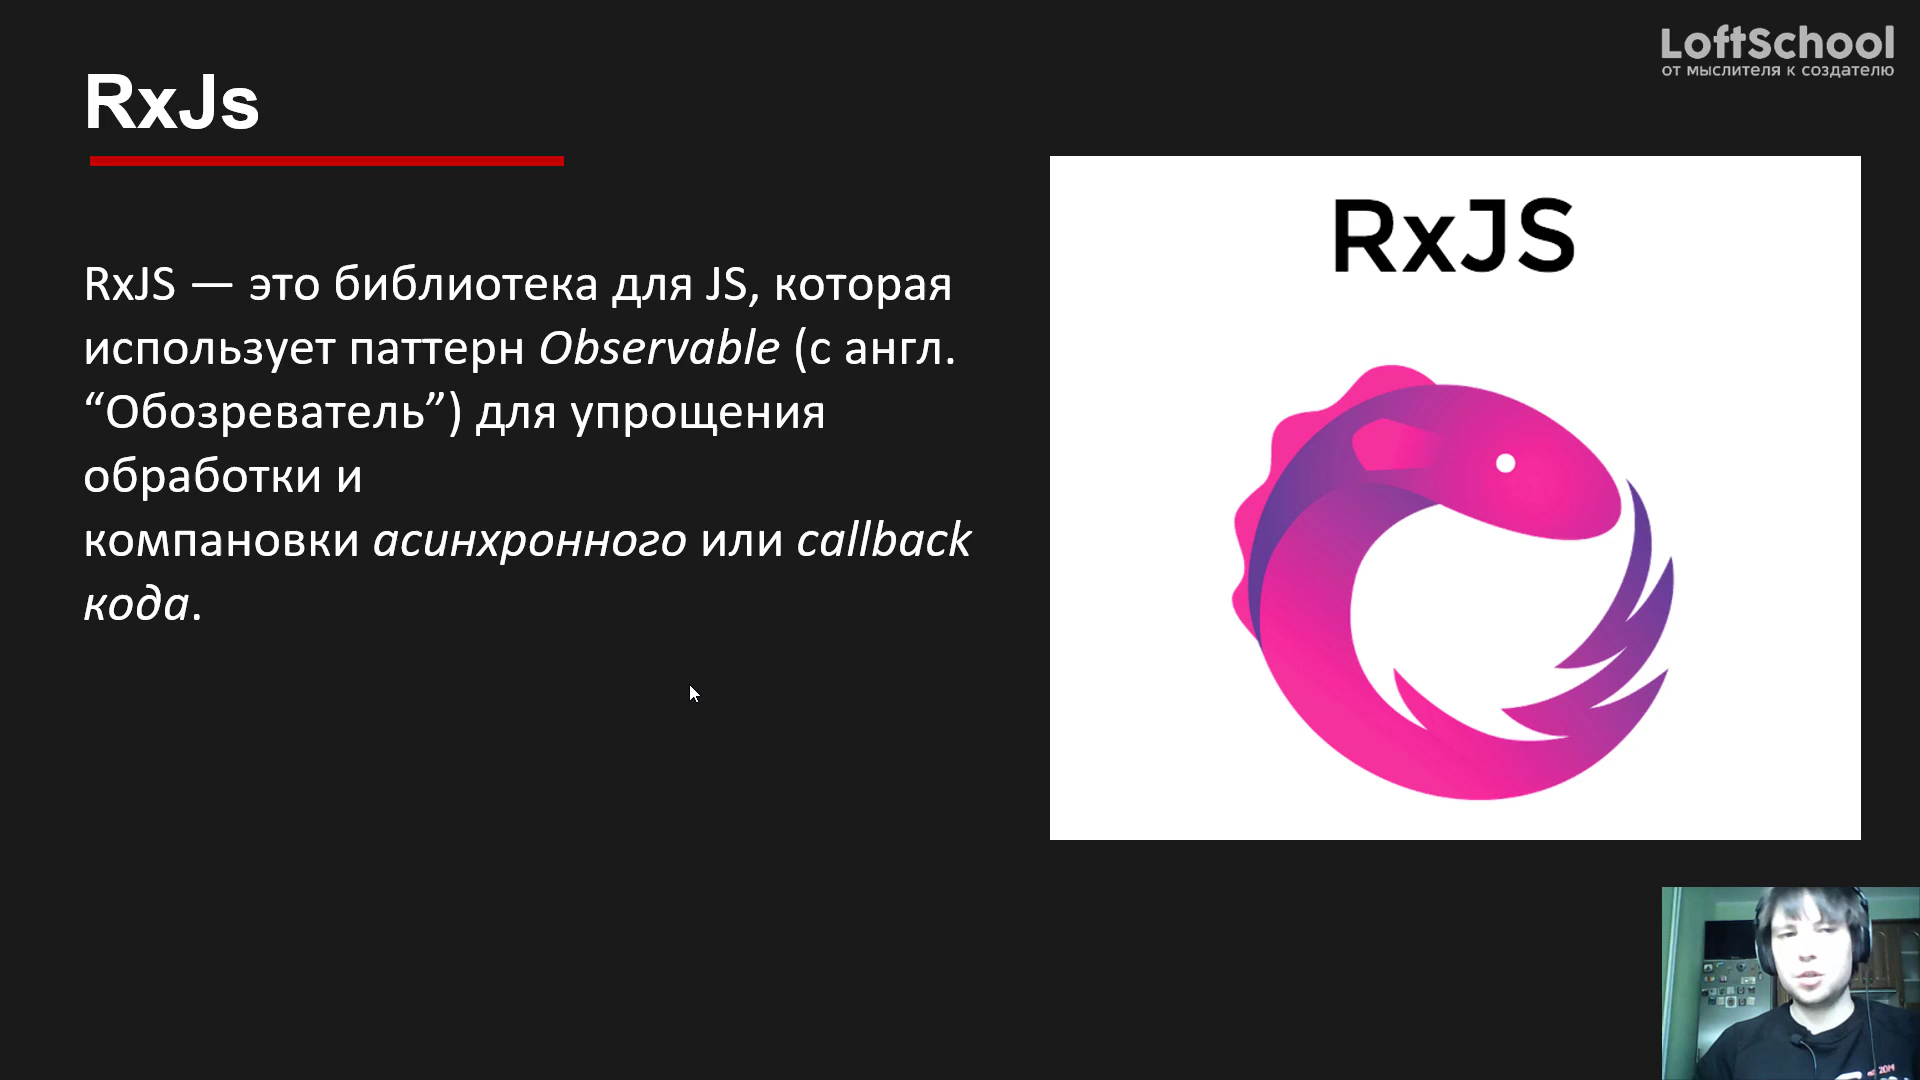 LoftSchool
от мыслителя к создателю
RxJs
RxJS — это библиотека для JS, которая
использует паттерн Observable (с англ.
“Обозреватель”) для упрощения
обработки и
компановки асинхронного или callback
кода.
RxJS